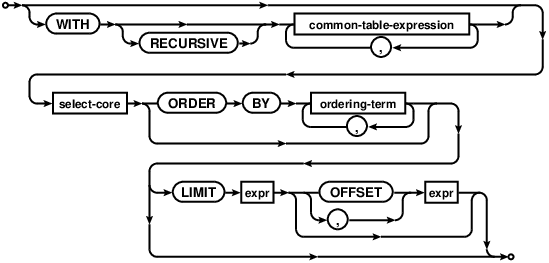 WITH RECURSIVE common-table-expression ,
select-core ORDER BY ordering-term ,
LIMIT expr OFFSET , expr